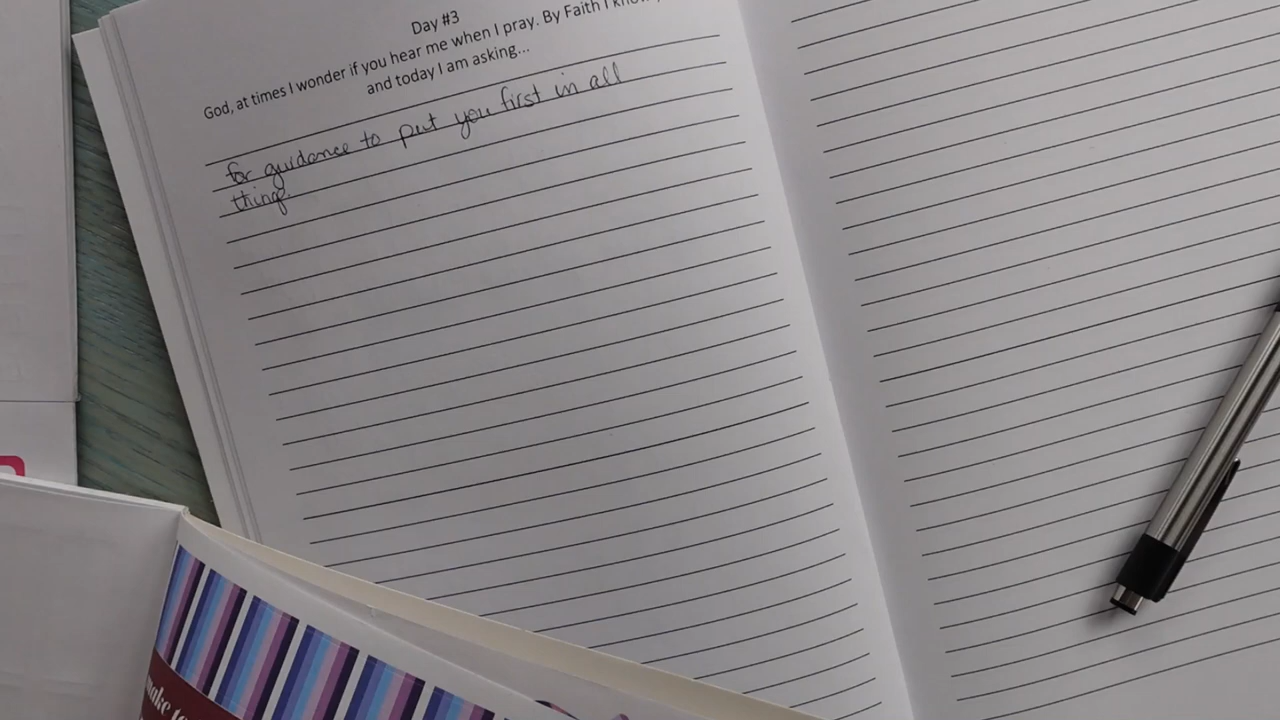 Day #3
God, at times I wonder if you hear me when I pray. By Faith I know
and today I am asking...
for guidance to put you first in all
things.
make